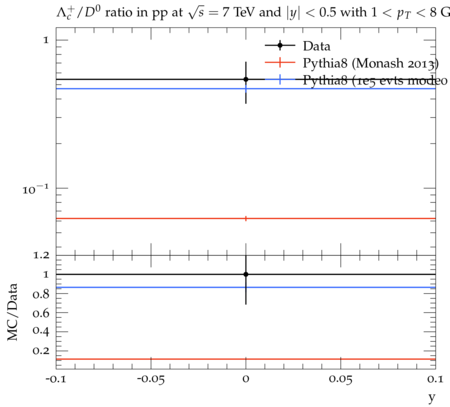 Λc+/D0 ratio in pp at √s = 7 TeV and |y| < 0.5 with 1 < pT < 8 G
1
Data
Pythia8 (Monash 2013)
Pythia8 (1e5 evts mode0
10−1
1.2
1
0.8
0.6
0.4
0.2
MC/Data
-0.1 -0.05 0 0.05 0.1
y